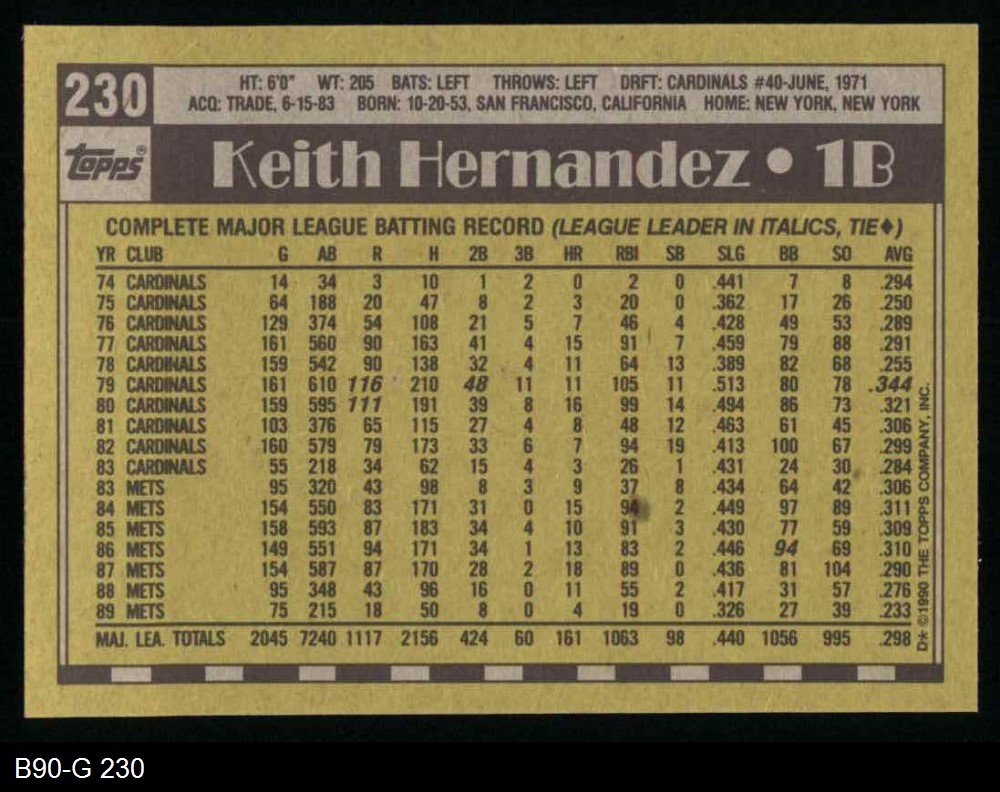 230
HT: 6'0" WT: 205 BATS: LEFT THROWS: LEFT DRFT: CARDINALS #40-JUNE, 1971
ACQ: TRADE, 6-15-83 BORN: 10-20-53, SAN FRANCISCO, CALIFORNIA HOME: NEW YORK, NEW YORK
topps® Keith Hernandez • 1B
COMPLETE MAJOR LEAGUE BATTING RECORD (LEAGUE LEADER IN ITALICS, TIE♦)
YR CLUB G AB R H 2B 3B HR RBI SB SLG BB SO AVG
74 CARDINALS 14 34 3 10 1 2 0 2 0 .441 7 8 .294
75 CARDINALS 64 188 20 47 8 2 3 20 0 .362 17 26 .250
76 CARDINALS 129 374 54 108 21 5 7 46 4 .428 49 53 .289
77 CARDINALS 161 560 90 163 41 4 15 91 7 .459 79 88 .291
78 CARDINALS 159 542 90 138 32 4 11 64 13 .389 82 68 .255
79 CARDINALS 161 610 116 210 48 11 11 105 11 .513 80 78 .344
80 CARDINALS 159 595 111 191 39 8 16 99 14 .494 86 73 .321
81 CARDINALS 103 376 65 115 27 4 8 48 12 .463 61 45 .306
82 CARDINALS 160 579 79 173 33 6 7 94 19 .413 100 67 .299
83 CARDINALS 55 218 34 62 15 4 3 26 1 .431 24 30 .284
83 METS 95 320 43 98 8 3 9 37 8 .434 64 42 .306
84 METS 154 550 83 171 31 0 15 94 2 .449 97 89 .311
85 METS 158 593 87 183 34 4 10 91 3 .430 77 59 .309
86 METS 149 551 94 171 34 1 13 83 2 .446 94 69 .310
87 METS 154 587 87 170 28 2 18 89 0 .436 81 104 .290
88 METS 95 348 43 96 16 0 11 55 2 .417 31 57 .276
89 METS 75 215 18 50 8 0 4 19 0 .326 27 39 .233
MAJ. LEA. TOTALS 2045 7240 1117 2156 424 60 161 1063 98 .440 1056 995 .298
D* ©1990 THE TOPPS COMPANY, INC.
B90-G 230